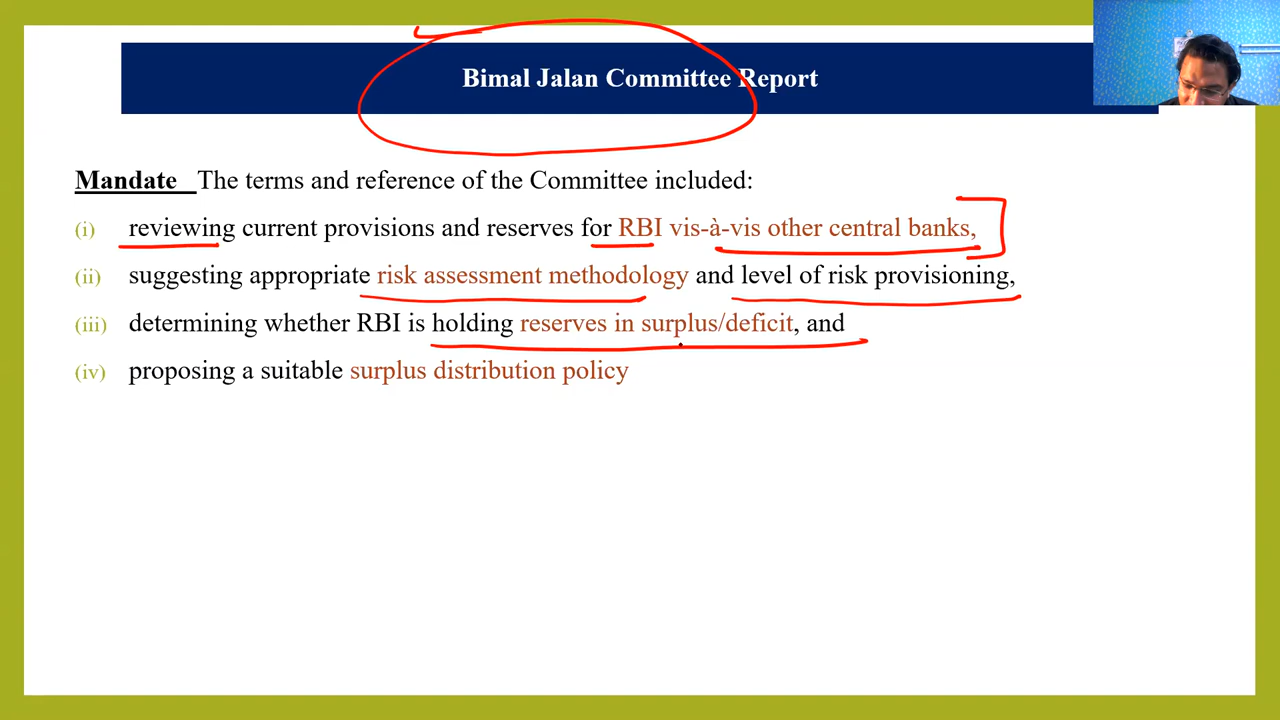 Bimal Jalan Committee Report
Mandate The terms and reference of the Committee included:
(i) reviewing current provisions and reserves for RBI vis-à-vis other central banks,
(ii) suggesting appropriate risk assessment methodology and level of risk provisioning,
(iii) determining whether RBI is holding reserves in surplus/deficit, and
(iv) proposing a suitable surplus distribution policy